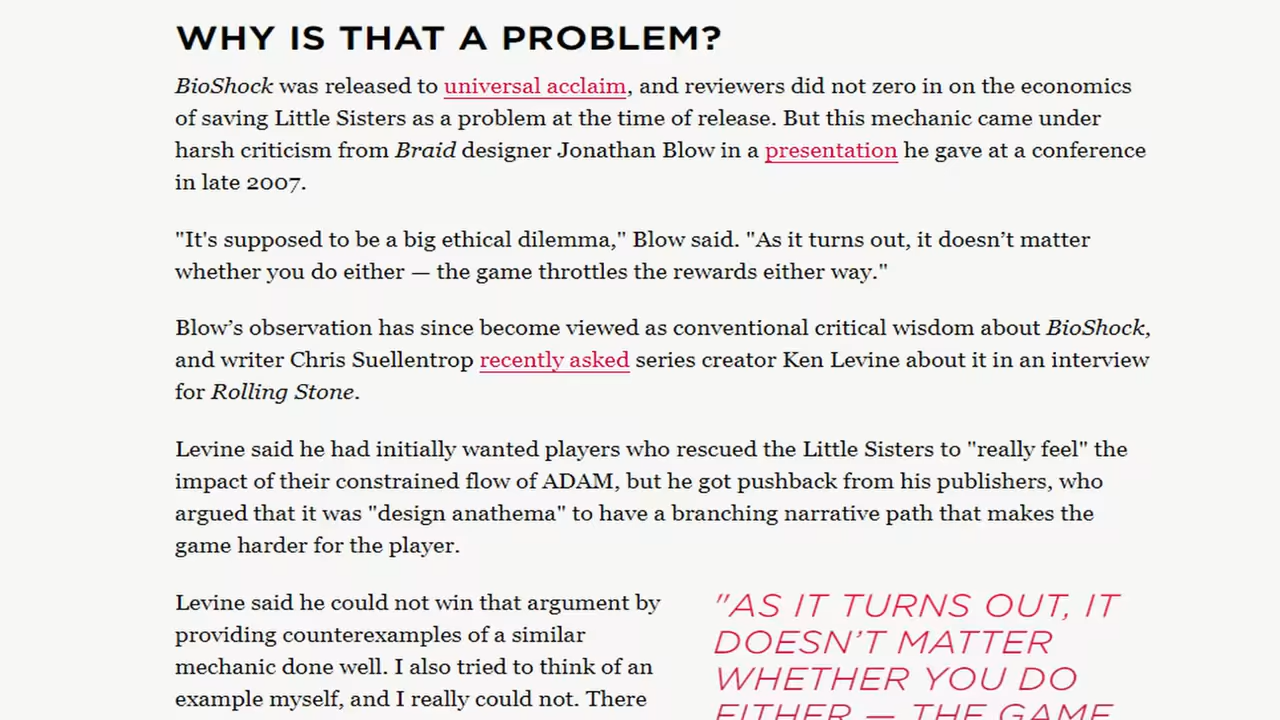 WHY IS THAT A PROBLEM?
BioShock was released to universal acclaim, and reviewers did not zero in on the economics
of saving Little Sisters as a problem at the time of release. But this mechanic came under
harsh criticism from Braid designer Jonathan Blow in a presentation he gave at a conference
in late 2007.
"It's supposed to be a big ethical dilemma," Blow said. "As it turns out, it doesn’t matter
whether you do either — the game throttles the rewards either way."
Blow’s observation has since become viewed as conventional critical wisdom about BioShock,
and writer Chris Suellentrop recently asked series creator Ken Levine about it in an interview
for Rolling Stone.
Levine said he had initially wanted players who rescued the Little Sisters to "really feel" the
impact of their constrained flow of ADAM, but he got pushback from his publishers, who
argued that it was "design anathema" to have a branching narrative path that makes the
game harder for the player.
Levine said he could not win that argument by
providing counterexamples of a similar
mechanic done well. I also tried to think of an
example myself, and I really could not. There
"AS IT TURNS OUT, IT
DOESN’T MATTER
WHETHER YOU DO
EITHER — THE GAME